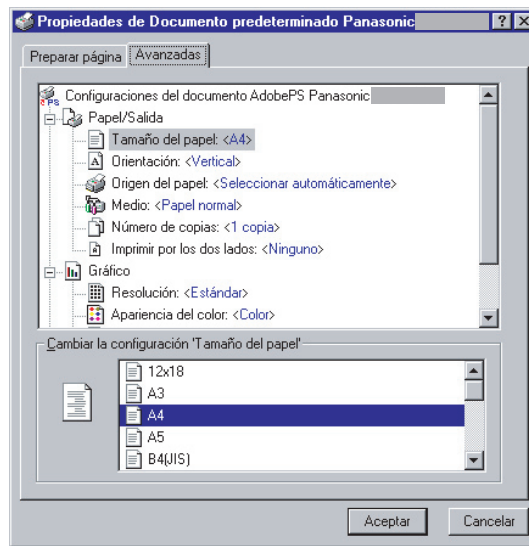 Propiedades de Documento predeterminado Panasonic
Preparar página Avanzadas
Configuraciones del documento AdobePS Panasonic
Papel/Salida
Tamaño del papel: <A4>
Orientación: <Vertical>
Origen del papel: <Seleccionar automáticamente>
Medio: <Papel normal>
Número de copias: <1 copia>
Imprimir por los dos lados: <Ninguno>
Gráfico
Resolución: <Estándar>
Apariencia del color: <Color>
Cambiar la configuración 'Tamaño del papel'
12x18
A3
A4
A5
B4(JIS)
Aceptar Cancelar